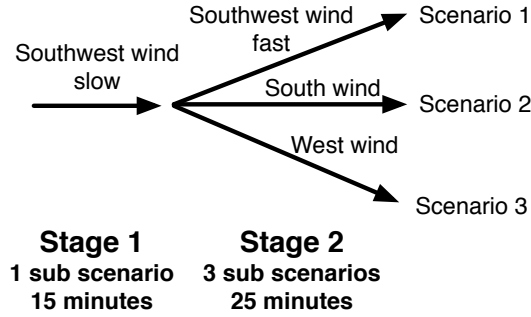 Southwest wind
fast
Scenario 1
Southwest wind
slow
South wind
Scenario 2
West wind
Scenario 3
Stage 1
1 sub scenario
15 minutes
Stage 2
3 sub scenarios
25 minutes